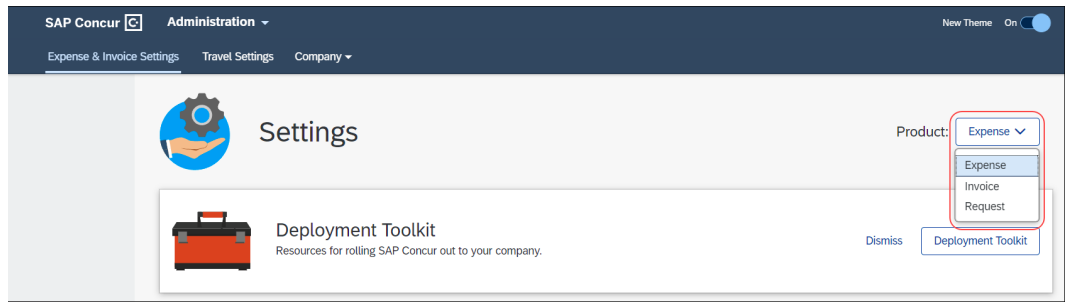 SAP Concur C Administration
New Theme On
Expense & Invoice Settings Travel Settings Company
Settings
Product: Expense
Expense
Invoice
Request
Deployment Toolkit
Resources for rolling SAP Concur out to your company.
Dismiss Deployment Toolkit